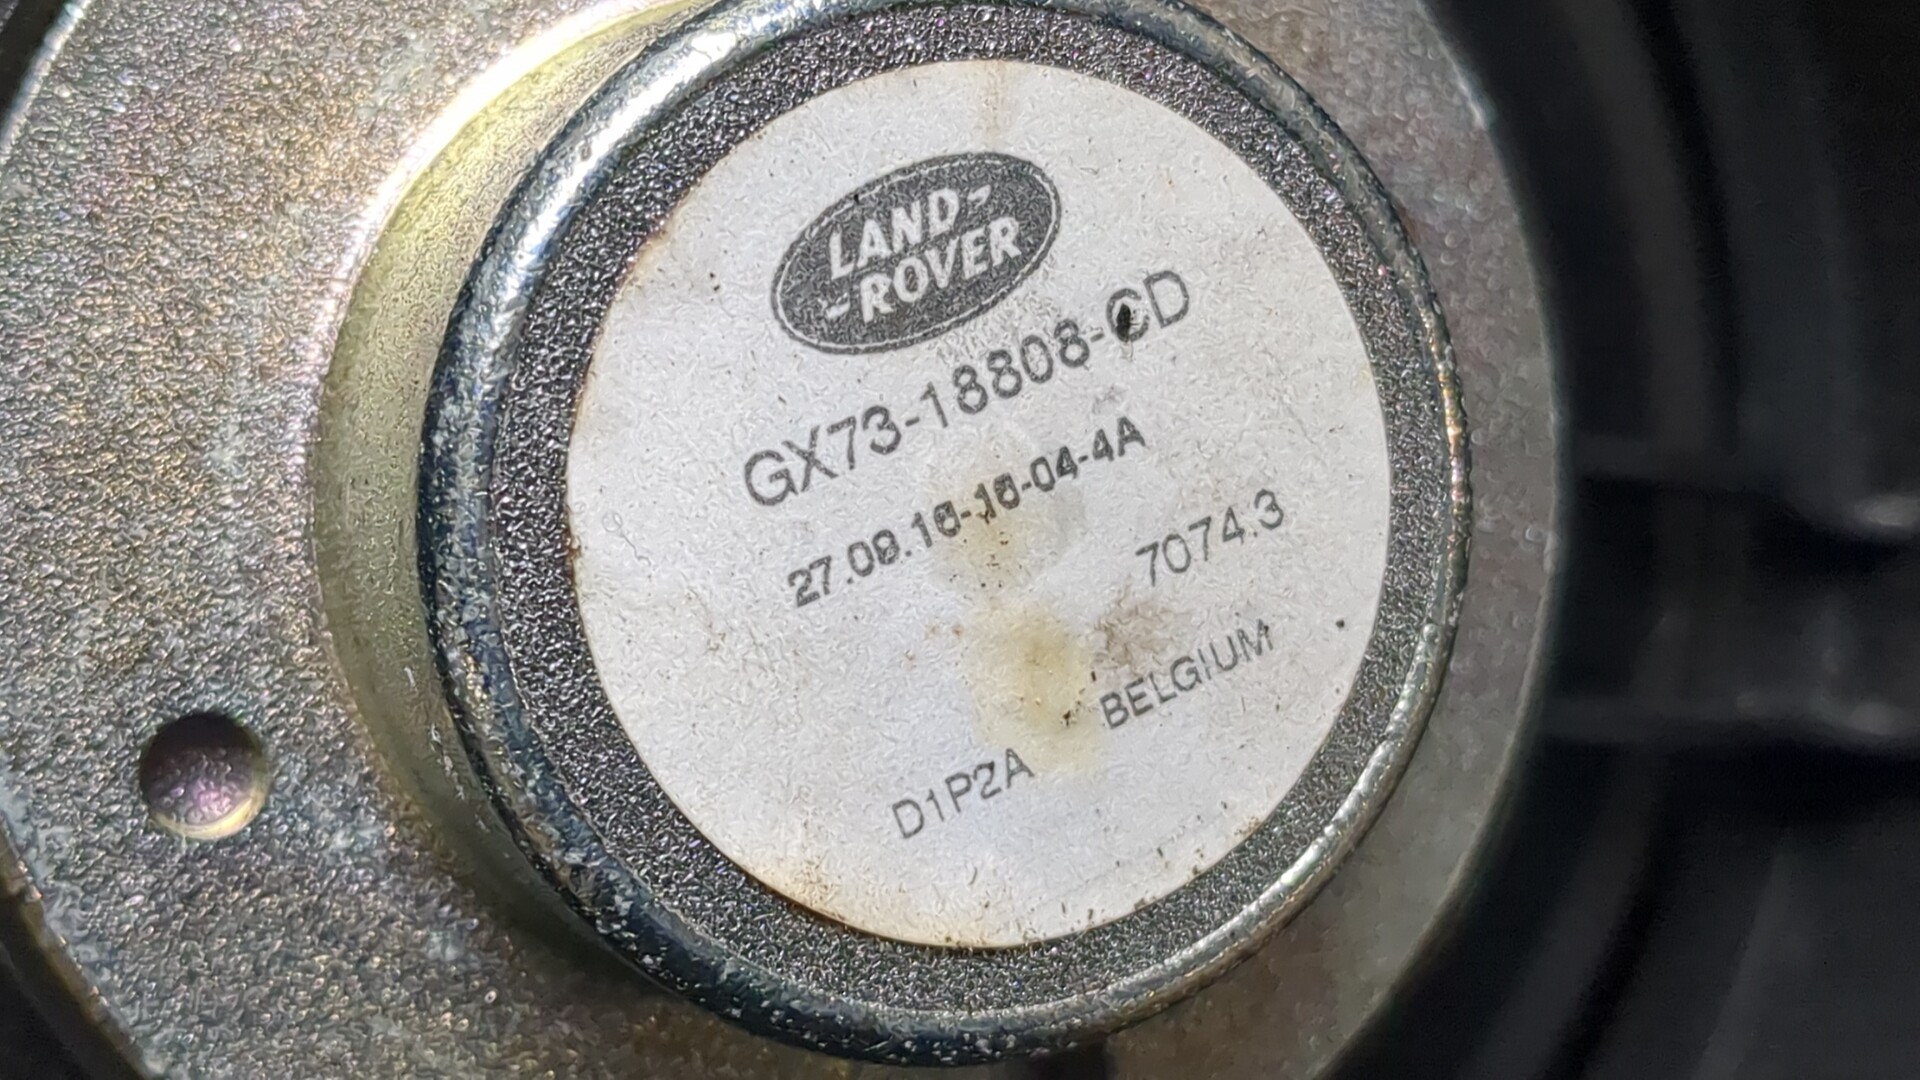 LAND-
-ROVER
GX73-18808-CD
27.09.16-16-04-4A
7074.3
BELGIUM
D1P2A